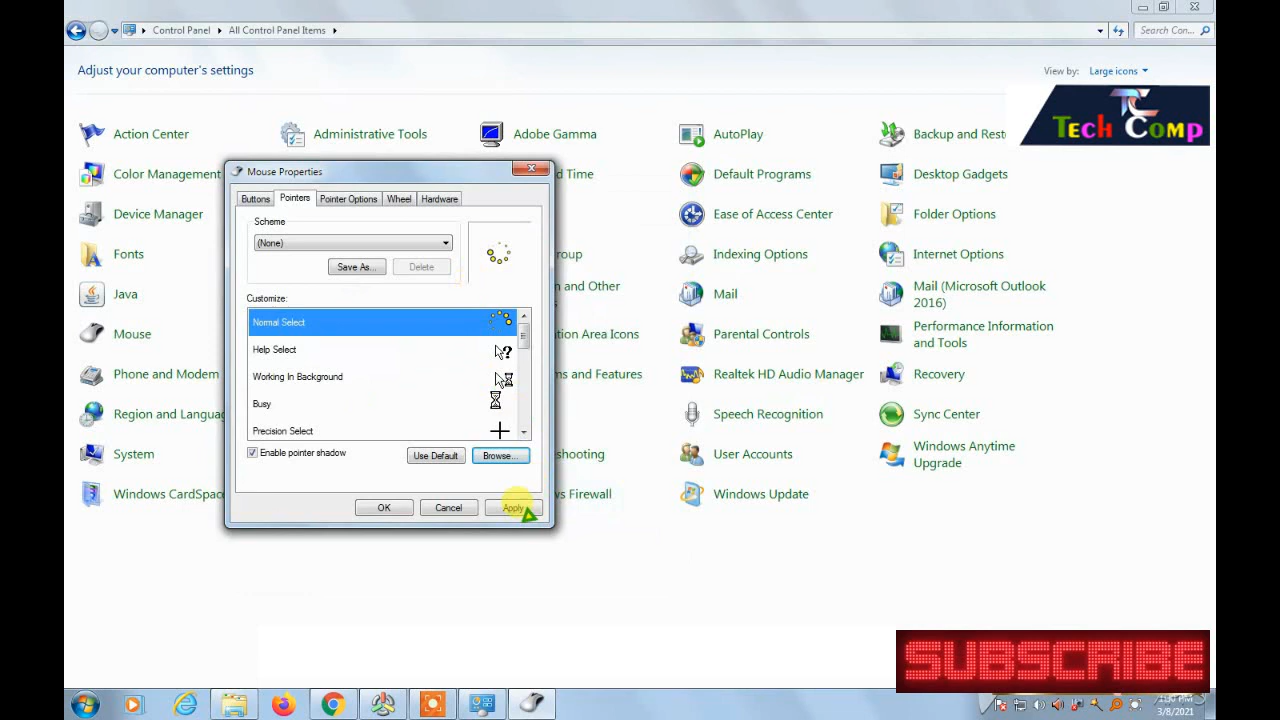 Control Panel
All Control Panel Items
Search Con...
Adjust your computer's settings
View by:
Large icons
Tech Comp
Action Center
Administrative Tools
Adobe Gamma
AutoPlay
Backup and Rest
Color Management
nd Time
Default Programs
Desktop Gadgets
Device Manager
Ease of Access Center
Folder Options
Fonts
roup
Indexing Options
Internet Options
Java
n and Other
Mail
Mail (Microsoft Outlook
2016)
Mouse
ation Area Icons
Parental Controls
Performance Information
and Tools
Phone and Modem
ms and Features
Realtek HD Audio Manager
Recovery
Region and Languag
Speech Recognition
Sync Center
System
eshooting
User Accounts
Windows Anytime
Upgrade
Windows CardSpace
ws Firewall
Windows Update
Mouse Properties
Buttons
Pointers
Pointer Options
Wheel
Hardware
Scheme
(None)
Save As...
Delete
Customize:
Normal Select
Help Select
Working In Background
Busy
Precision Select
Enable pointer shadow
Use Default
Browse...
OK
Cancel
Apply
SUBSCRIBE
3/8/2021